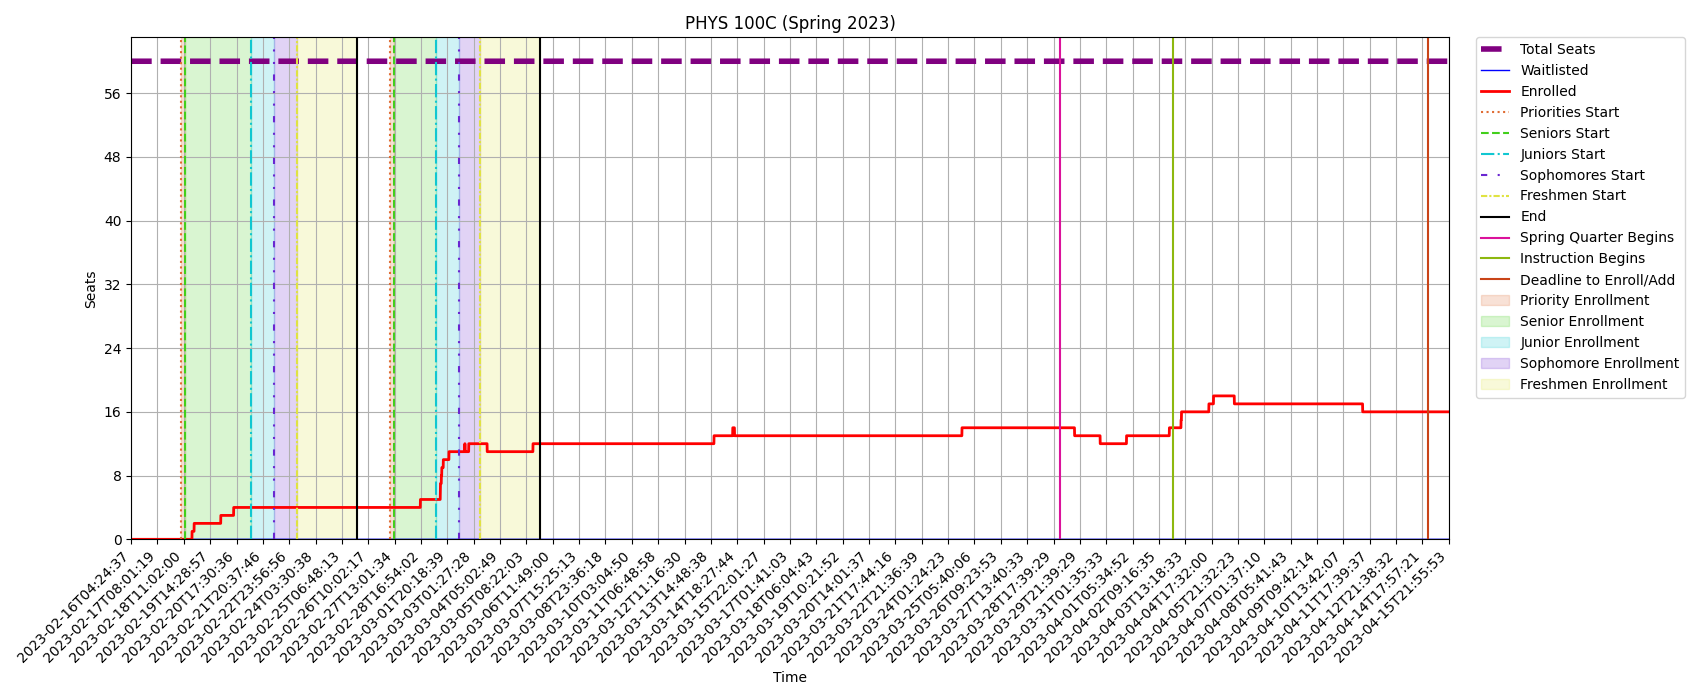 PHYS 100C (Spring 2023)
Seats
56
48
40
32
24
16
8
0
2023-02-16T04:24:37
2023-02-17T08:01:19
2023-02-18T11:02:00
2023-02-19T14:28:57
2023-02-20T17:30:36
2023-02-21T20:37:46
2023-02-22T23:56:50
2023-02-24T03:30:38
2023-02-25T06:48:13
2023-02-26T10:02:17
2023-02-27T13:01:34
2023-02-28T16:54:02
2023-03-01T20:18:39
2023-03-03T01:27:28
2023-03-04T05:02:49
2023-03-05T08:22:03
2023-03-06T11:49:00
2023-03-07T15:25:13
2023-03-08T23:36:18
2023-03-10T03:04:50
2023-03-11T06:48:58
2023-03-12T11:16:30
2023-03-13T14:48:38
2023-03-14T18:27:44
2023-03-15T22:01:27
2023-03-17T01:41:03
2023-03-18T06:04:43
2023-03-19T10:21:52
2023-03-20T14:01:37
2023-03-21T17:44:16
2023-03-22T21:36:39
2023-03-24T01:24:23
2023-03-25T05:40:06
2023-03-26T09:23:53
2023-03-27T13:40:33
2023-03-28T17:39:29
2023-03-29T21:39:29
2023-03-31T01:35:33
2023-04-01T05:34:52
2023-04-02T09:16:35
2023-04-03T13:18:33
2023-04-04T17:32:00
2023-04-05T21:32:23
2023-04-07T01:37:10
2023-04-08T05:41:43
2023-04-09T09:42:14
2023-04-10T13:42:07
2023-04-11T17:39:37
2023-04-12T21:38:32
2023-04-14T17:57:21
2023-04-15T21:55:53
Time
Total Seats
Waitlisted
Enrolled
Priorities Start
Seniors Start
Juniors Start
Sophomores Start
Freshmen Start
End
Spring Quarter Begins
Instruction Begins
Deadline to Enroll/Add
Priority Enrollment
Senior Enrollment
Junior Enrollment
Sophomore Enrollment
Freshmen Enrollment